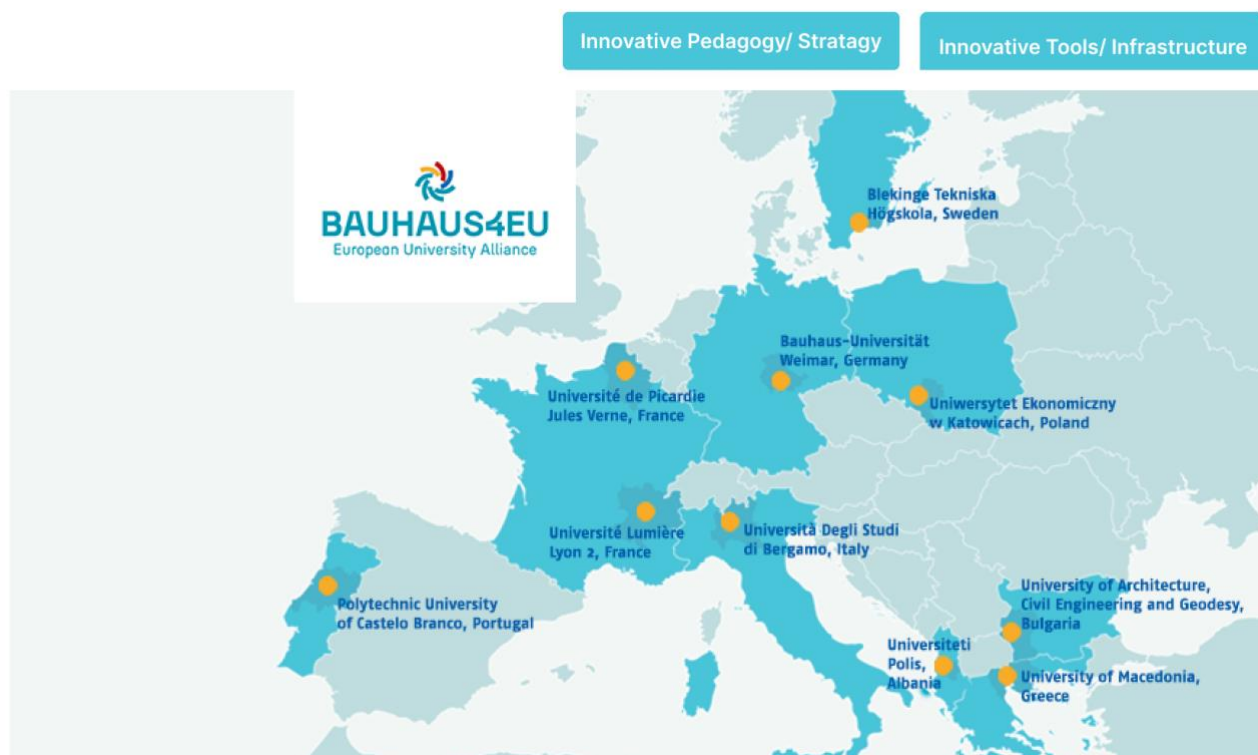 Innovative Pedagogy/ Stratagy
Innovative Tools/ Infrastructure
BAUHAUS4EU
European University Alliance
Blekinge Tekniska
Högskola, Sweden
Bauhaus-Universität
Weimar, Germany
Université de Picardie
Jules Verne, France
Uniwersytet Ekonomiczny
w Katowicach, Poland
Université Lumière
Lyon 2, France
Università Degli Studi
di Bergamo, Italy
Polytechnic University
of Castelo Branco, Portugal
University of Architecture,
Civil Engineering and Geodesy,
Bulgaria
Universiteti
Polis,
Albania
University of Macedonia,
Greece